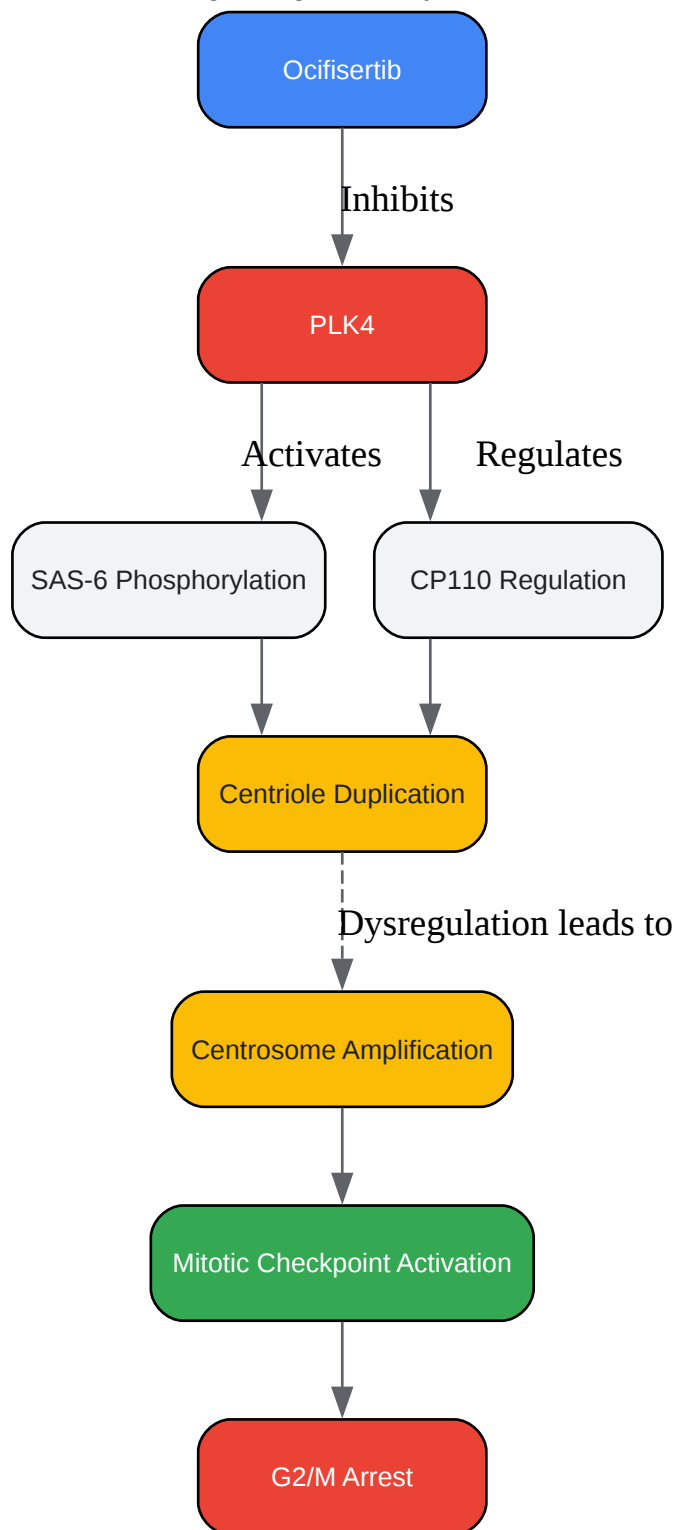 Ocifisertib
Inhibits
PLK4
Activates
Regulates
SAS-6 Phosphorylation
CP110 Regulation
Centriole Duplication
Dysregulation leads to
Centrosome Amplification
Mitotic Checkpoint Activation
G2/M Arrest